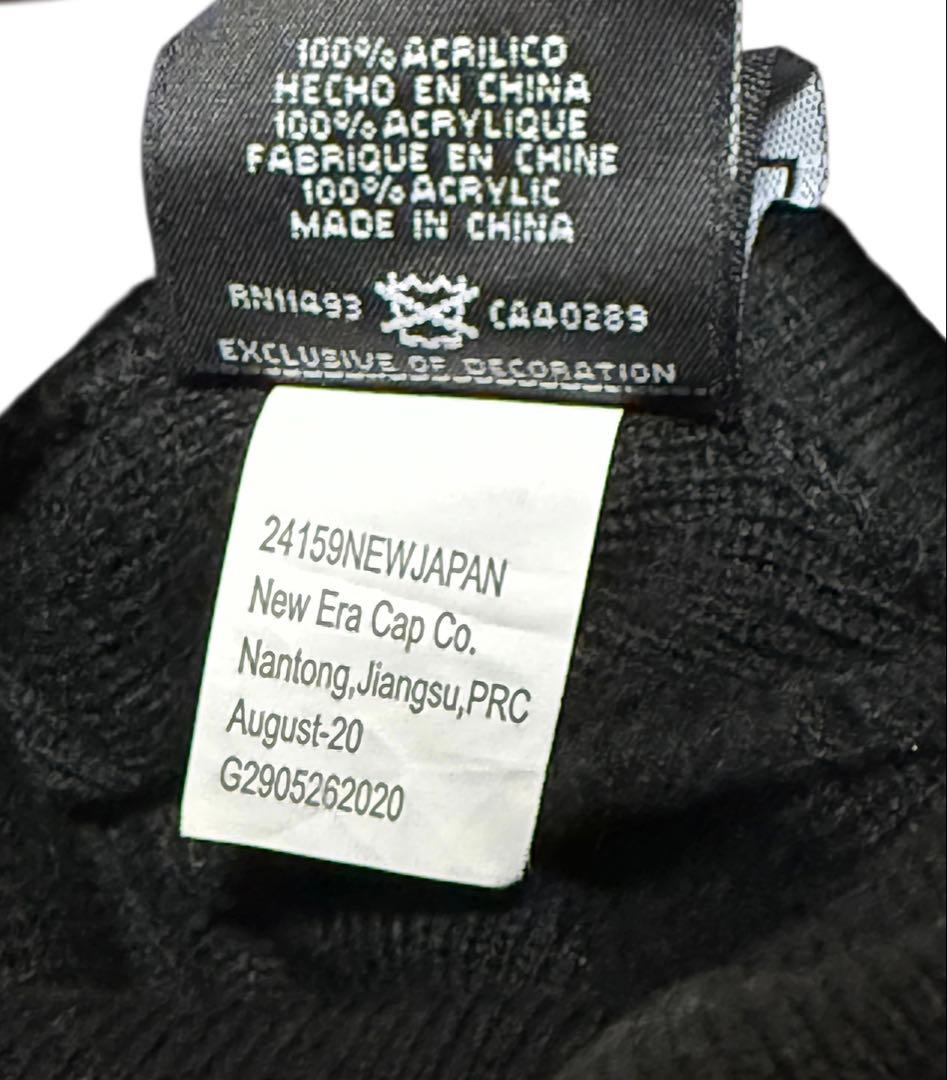 100% ACRILICO
HECHO EN CHINA
100% ACRYLIQUE
FABRIQUE EN CHINE
100% ACRYLIC
MADE IN CHINA
RN11493 CA40289
EXCLUSIVE OF DECORATION
24159NEWJAPAN
New Era Cap Co.
Nantong,Jiangsu,PRC
August-20
G2905262020